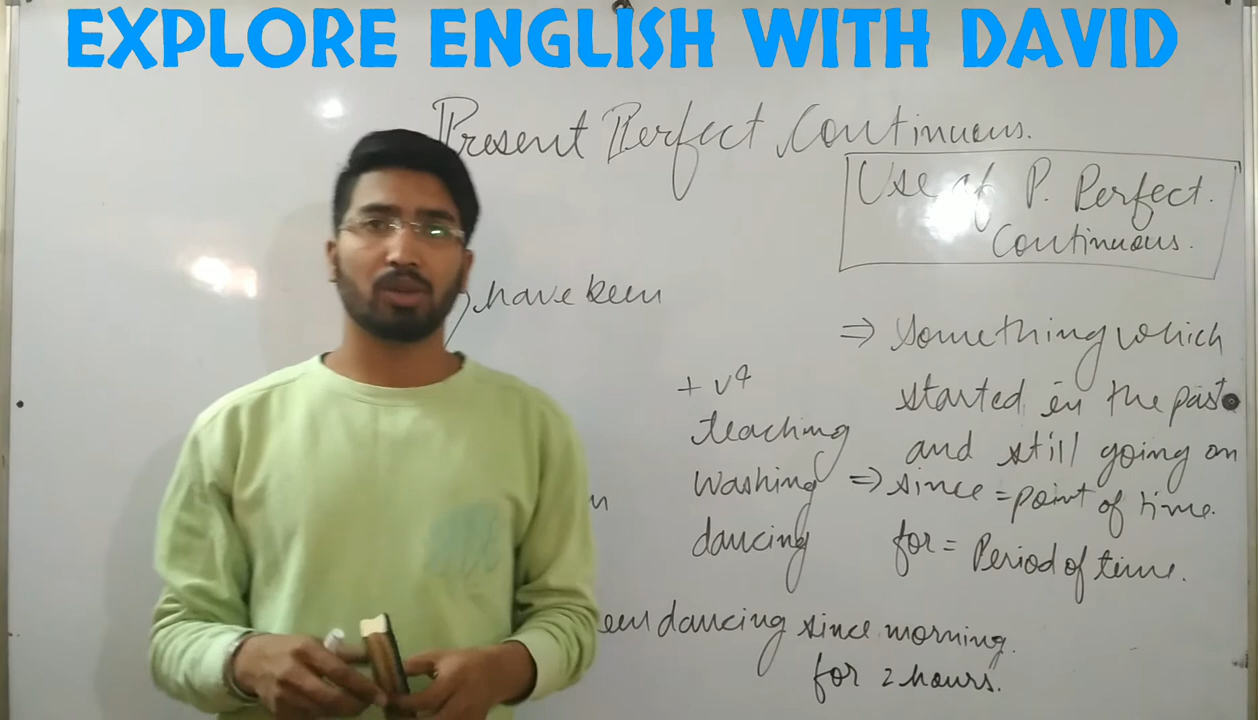 EXPLORE ENGLISH WITH DAVID
Present Perfect Continuous.
Use of P. Perfect.
Continuous.
have been
=> something which
started in the past
and still going on
+ v4
teaching
washing
dancing
=> since = point of time.
for = Period of time.
een dancing since morning.
for 2 hours.